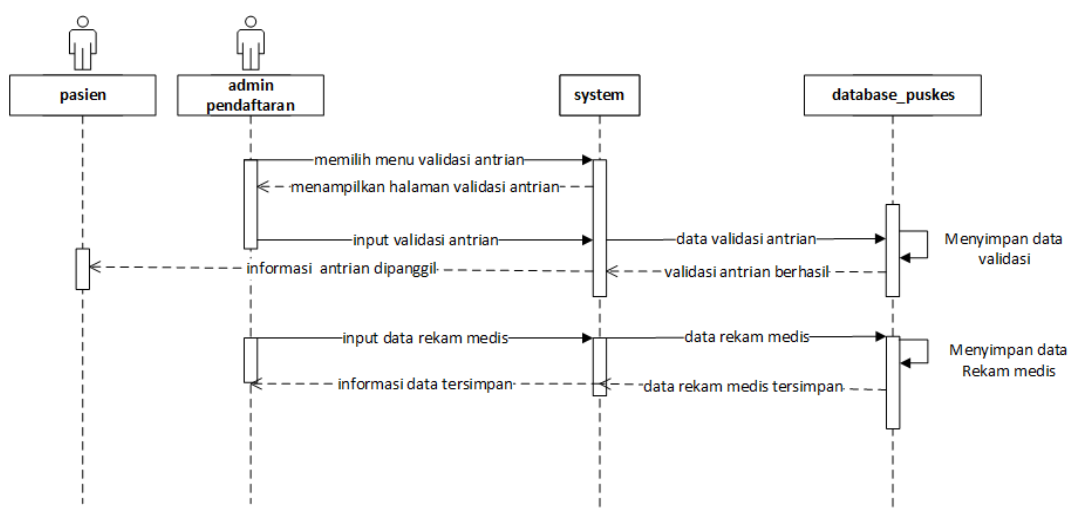 pasien
admin
pendaftaran
system
database_puskes
memilih menu validasi antrian
menampilkan halaman validasi antrian
input validasi antrian
data validasi antrian
Menyimpan data
validasi
informasi antrian dipanggil
validasi antrian berhasil
input data rekam medis
data rekam medis
Menyimpan data
Rekam medis
informasi data tersimpan
data rekam medis tersimpan